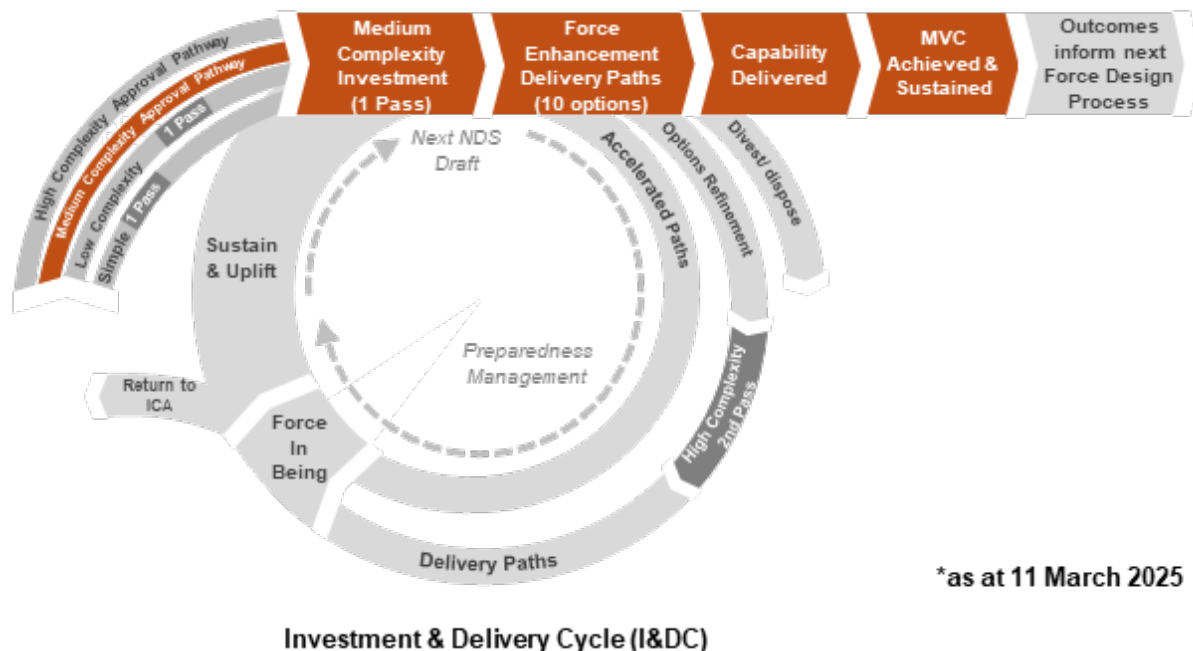 Medium
Complexity
Investment
(1 Pass)
Force
Enhancement
Delivery Paths
(10 options)
Capability
Delivered
MVC
Achieved &
Sustained
Outcomes
inform next
Force Design
Process
High Complexity Approval Pathway
Medium Complexity Approval Pathway
Low Complexity 1 Pass
Simple 1 Pass
Next NDS
Draft
Accelerated Paths
Options Refinement
Divest/ dispose
Sustain
& Uplift
Preparedness
Management
High Complexity
2nd Pass
Return to
ICA
Force
In
Being
Delivery Paths
*as at 11 March 2025
Investment & Delivery Cycle (I&DC)